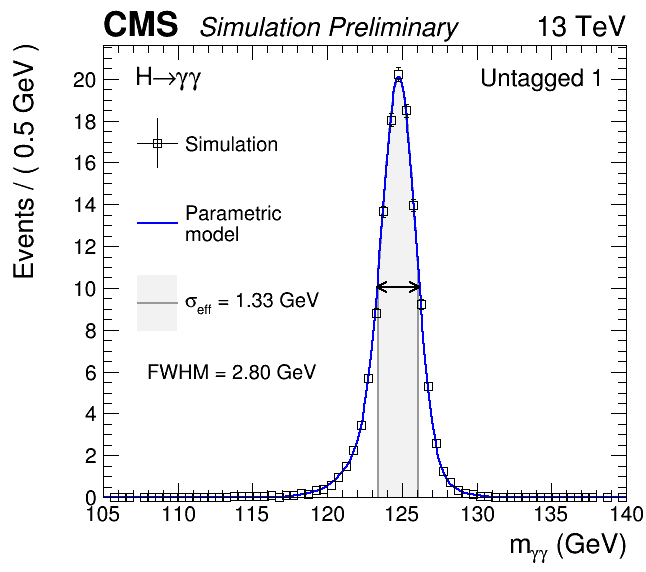 CMS Simulation Preliminary 13 TeV
Events / ( 0.5 GeV )
H→γγ
Untagged 1
Simulation
Parametric
model
σeff = 1.33 GeV
FWHM = 2.80 GeV
20
18
16
14
12
10
8
6
4
2
0
105 110 115 120 125 130 135 140
mγγ (GeV)